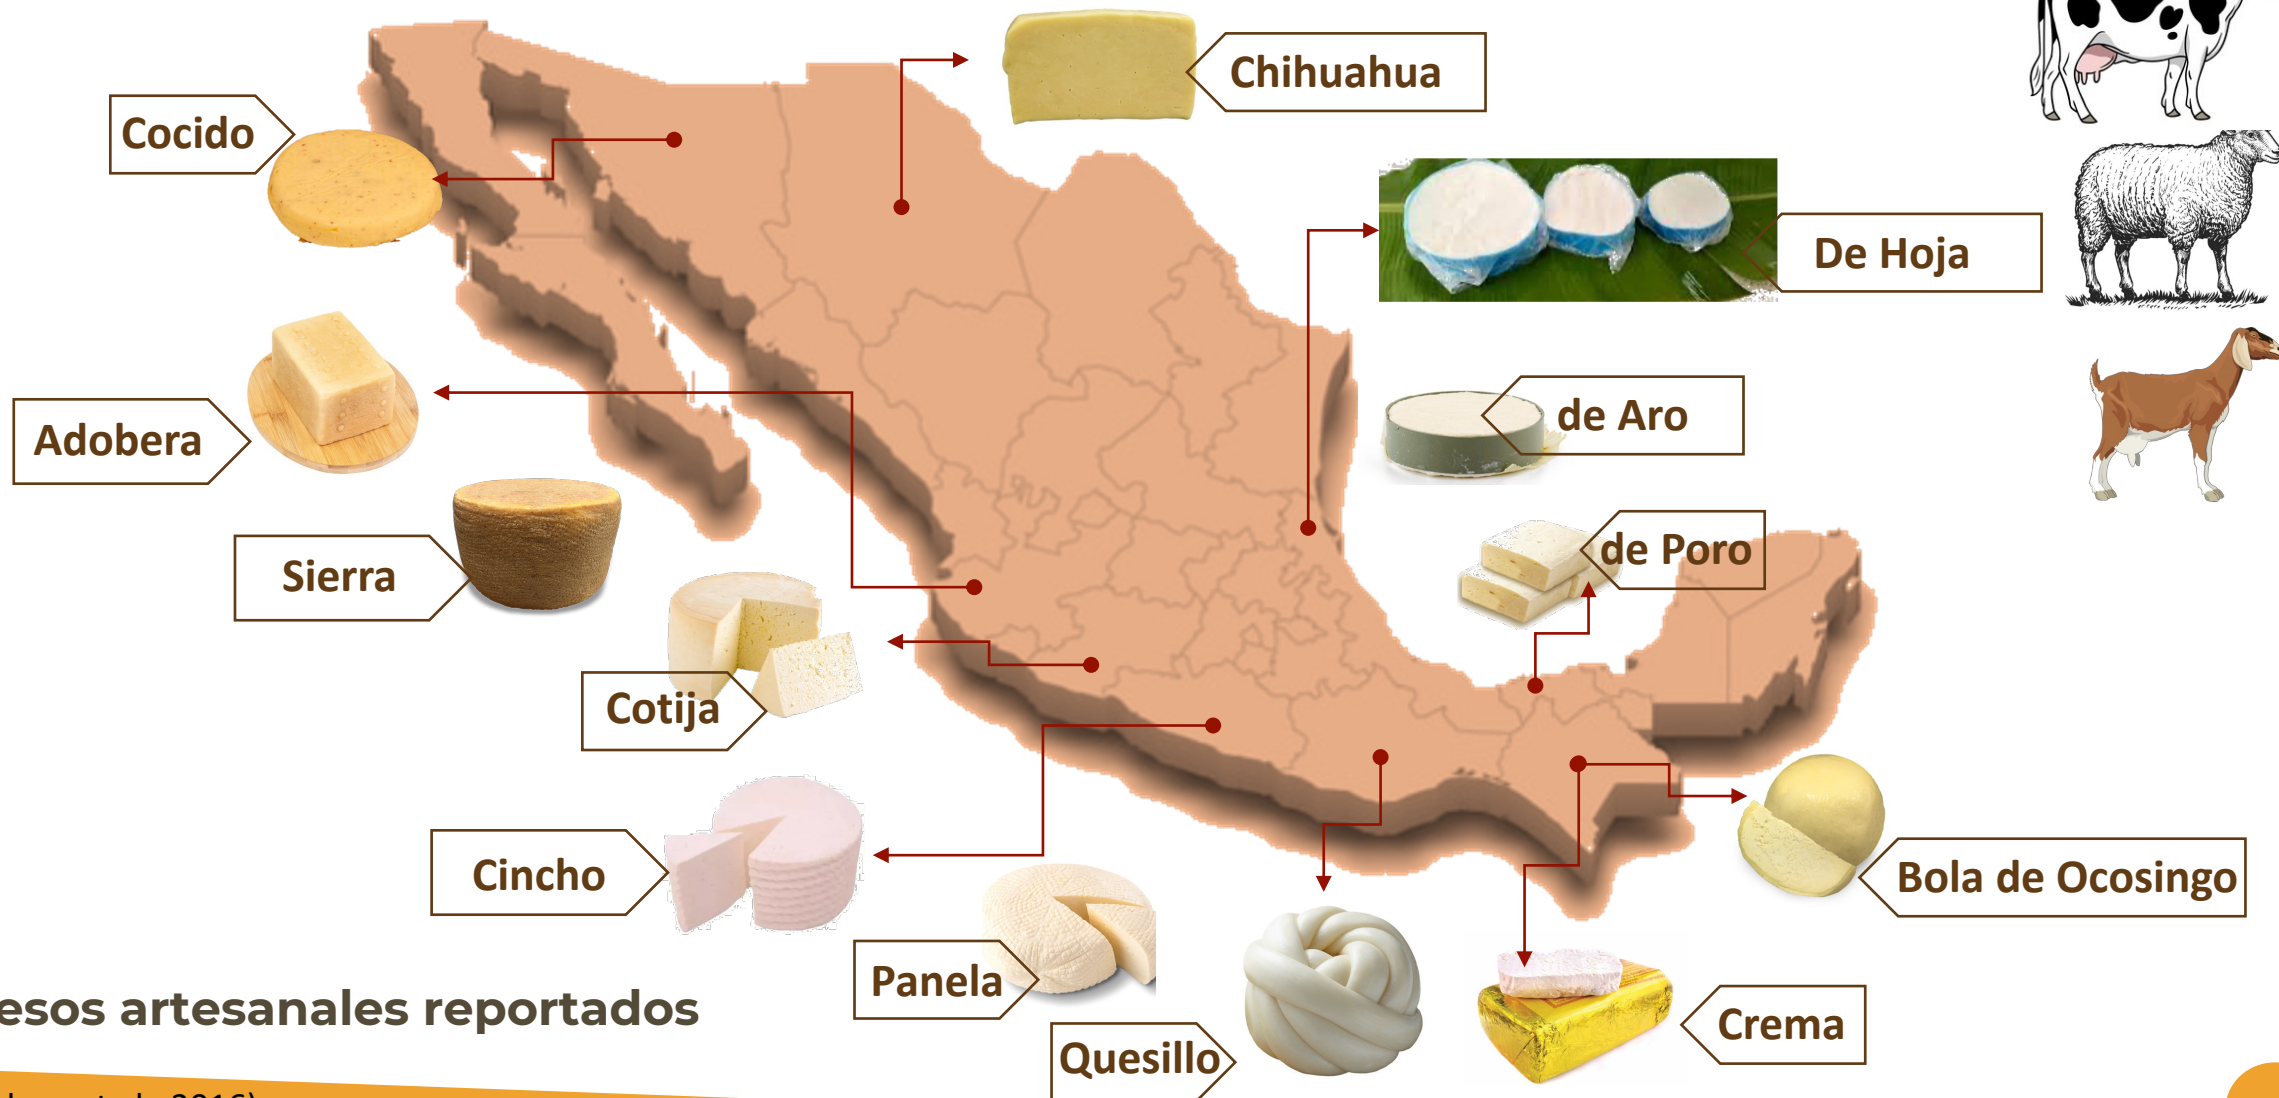 Chihuahua
Cocido
De Hoja
de Aro
Adobera
de Poro
Sierra
Cotija
Cincho
Bola de Ocosingo
Panela
esos artesanales reportados
Crema
Quesillo
2016)